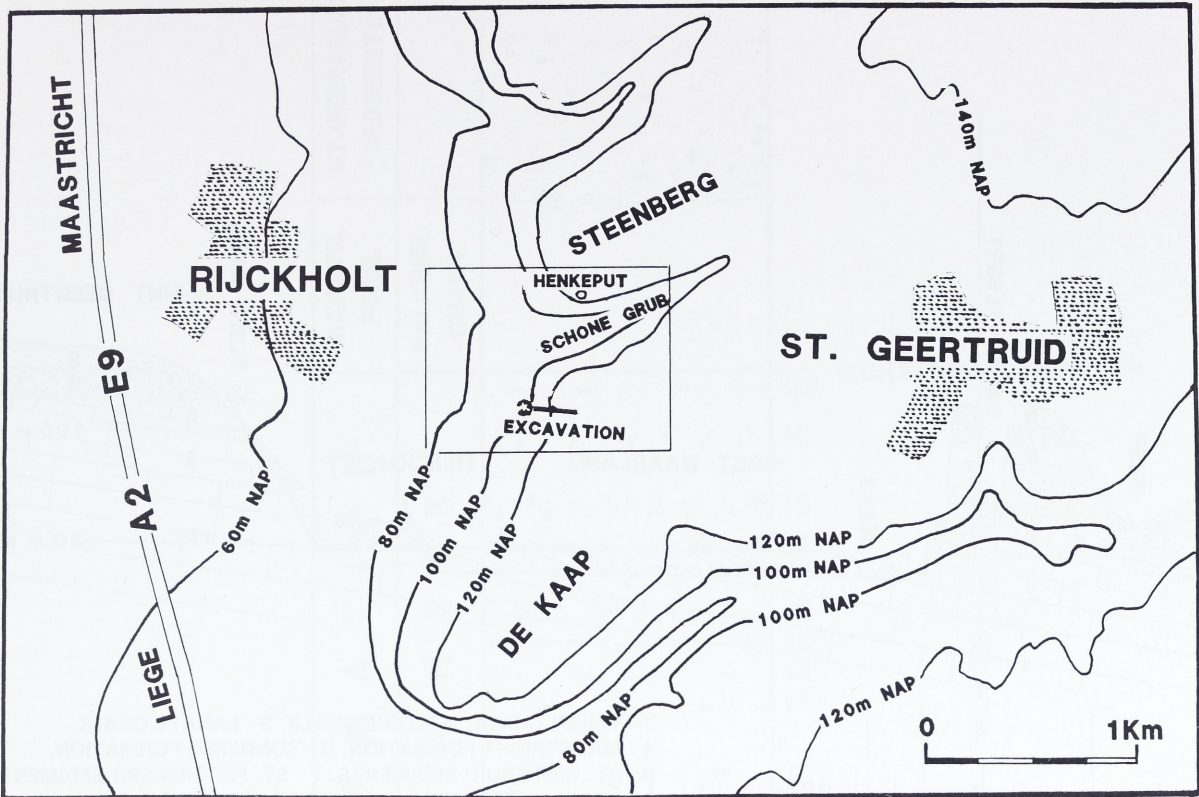 MAASTRICHT
140m NAP
STEENBERG
RIJCKHOLT
HENKEPUT
SCHONE GRUB
ST. GEERTRUID
E9
EXCAVATION
A2
60m NAP
80m NAP
100m NAP
120m NAP
DE KAAP
120m NAP
100m NAP
100m NAP
LIEGE
80m NAP
120m NAP
0 1Km